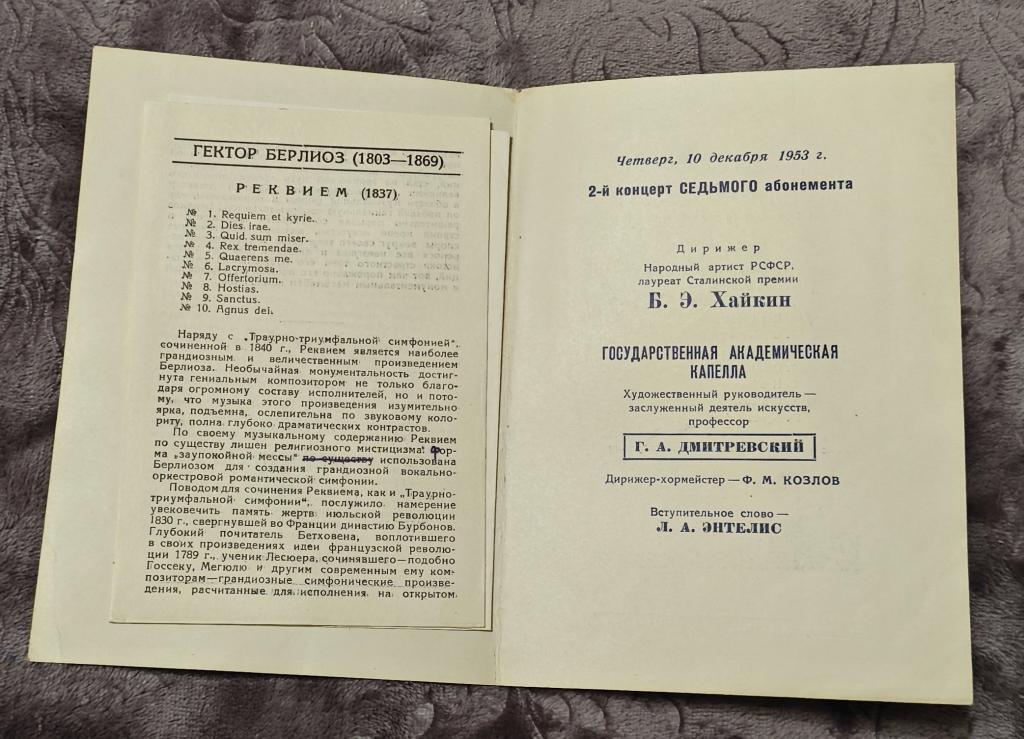 ГЕКТОР БЕРЛИОЗ (1803—1869)
РЕКВИЕМ (1837)
№ 1. Requiem et kyrie.
№ 2. Dies irae.
№ 3. Quid sum miser.
№ 4. Rex tremendae.
№ 5. Quaerens me.
№ 6. Lacrymosa.
№ 7. Offertorium.
№ 8. Hostias.
№ 9. Sanctus.
№ 10. Agnus dei.
Наряду с „Траурно-триумфальной симфонией",
сочиненной в 1840 г., Реквием является наиболее
грандиозным и величественным произведением
Берлиоза. Необычайная монументальность достиг-
нута гениальным композитором не только благо-
даря огромному составу исполнителей, но и пото-
му, что музыка этого произведения изумительно
ярка, подъемна, ослепительна по звуковому коло-
риту, полна глубоко драматических контрастов.
По своему музыкальному содержанию Реквием
по существу лишен религиозного мистицизма: Фор-
ма „заупокойной мессы" по существу использована
Берлиозом для создания грандиозной вокально-
оркестровой романтической симфонии.
Поводом для сочинения Реквиема, как и „Траурно-
триумфальной симфонии", послужило намерение
увековечить память жертв июльской революции
1830 г., свергнувшей во Франции династию Бурбонов.
Глубокий почитатель Бетховена, воплотившего
в своих произведениях идеи французской револю-
ции 1789 г., ученик Лесюера, сочинявшего—подобно
Госсеку, Мегюлю и другим современным ему ком-
позиторам—грандиозные симфонические произве-
дения, расчитанные для исполнения на открытом
Четверг, 10 декабря 1953 г.
2-й концерт СЕДЬМОГО абонемента
Дирижер
Народный артист РСФСР,
лауреат Сталинской премии
Б. Э. Хайкин
ГОСУДАРСТВЕННАЯ АКАДЕМИЧЕСКАЯ
КАПЕЛЛА
Художественный руководитель —
заслуженный деятель искусств,
профессор
Г. А. ДМИТРЕВСКИЙ
Дирижер-хормейстер — Ф. М. КОЗЛОВ
Вступительное слово —
Л. А. ЭНТЕЛИС